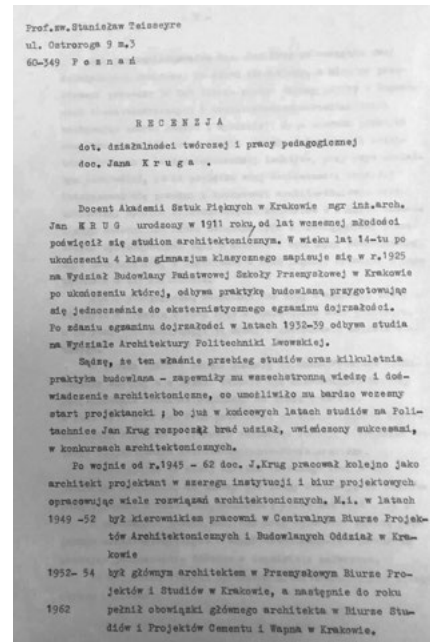 Prof.zw.Stanisław Teisseyre
ul. Ostroroga 9 m.3
60-349 P o z n a ń
R E C E N Z J A
dot. działalności twórczej i pracy pedagogicznej
doc. Jana K r u g a .
Docent Akademii Sztuk Pięknych w Krakowie mgr inż.arch.
Jan K R U G urodzony w 1911 roku, od lat wczesnej młodości
poświęcił się studiom architektonicznym. W wieku lat 14-tu po
ukończeniu 4 klas gimnazjum klasycznego zapisuje się w r.1925
na Wydział Budowlany Państwowej Szkoły Przemysłowej w Krakowie
po ukończeniu której, odbywa praktykę budowlaną przygotowując
się jednocześnie do eksternistycznego egzaminu dojrzałości.
Po zdaniu egzaminu dojrzałości w latach 1932-39 odbywa studia
na Wydziale Architektury Politechniki Lwowskiej.
Sądzę, że ten właśnie przebieg studiów oraz kilkuletnia
praktyka budowlana - zapewniły mu wszechstronną wiedzę i doś-
wiadczenie architektoniczne, co umożliwiło mu bardzo wczesny
start projektancki ; bo już w końcowych latach studiów na Poli-
technice Jan Krug rozpoczął brać udział, uwieńczony sukcesami,
w konkursach architektonicznych.
Po wojnie od r.1945 - 62 doc. J.Krug pracował kolejno jako
architekt projektant w szeregu instytucji i biur projektowych
opracowując wiele rozwiązań architektonicznych. M.i. w latach
1949 -52 był kierownikiem pracowni w Centralnym Biurze Projek-
tów Architektonicznych i Budowlanych Oddział w Kra-
kowie
1952- 54 był głównym architektem w Przemysłowym Biurze Pro-
jektów i Studiów w Krakowie, a następnie do roku
1962 pełnił obowiązki głównego architekta w Biurze Stu-
diów i Projektów Cementu i Wapna w Krakowie.